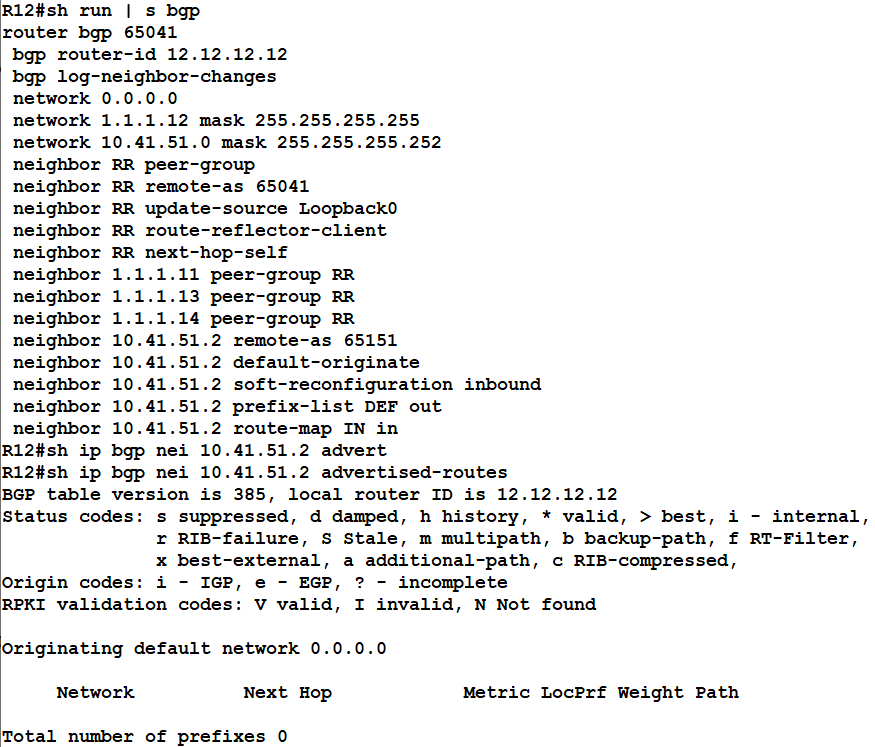 R12#sh run | s bgp
router bgp 65041
 bgp router-id 12.12.12.12
 bgp log-neighbor-changes
 network 0.0.0.0
 network 1.1.1.12 mask 255.255.255.255
 network 10.41.51.0 mask 255.255.255.252
 neighbor RR peer-group
 neighbor RR remote-as 65041
 neighbor RR update-source Loopback0
 neighbor RR route-reflector-client
 neighbor RR next-hop-self
 neighbor 1.1.1.11 peer-group RR
 neighbor 1.1.1.13 peer-group RR
 neighbor 1.1.1.14 peer-group RR
 neighbor 10.41.51.2 remote-as 65151
 neighbor 10.41.51.2 default-originate
 neighbor 10.41.51.2 soft-reconfiguration inbound
 neighbor 10.41.51.2 prefix-list DEF out
 neighbor 10.41.51.2 route-map IN in
R12#sh ip bgp nei 10.41.51.2 advert
R12#sh ip bgp nei 10.41.51.2 advertised-routes
BGP table version is 385, local router ID is 12.12.12.12
Status codes: s suppressed, d damped, h history, * valid, > best, i - internal,
              r RIB-failure, S Stale, m multipath, b backup-path, f RT-Filter,
              x best-external, a additional-path, c RIB-compressed,
Origin codes: i - IGP, e - EGP, ? - incomplete
RPKI validation codes: V valid, I invalid, N Not found

Originating default network 0.0.0.0

     Network          Next Hop            Metric LocPrf Weight Path

Total number of prefixes 0